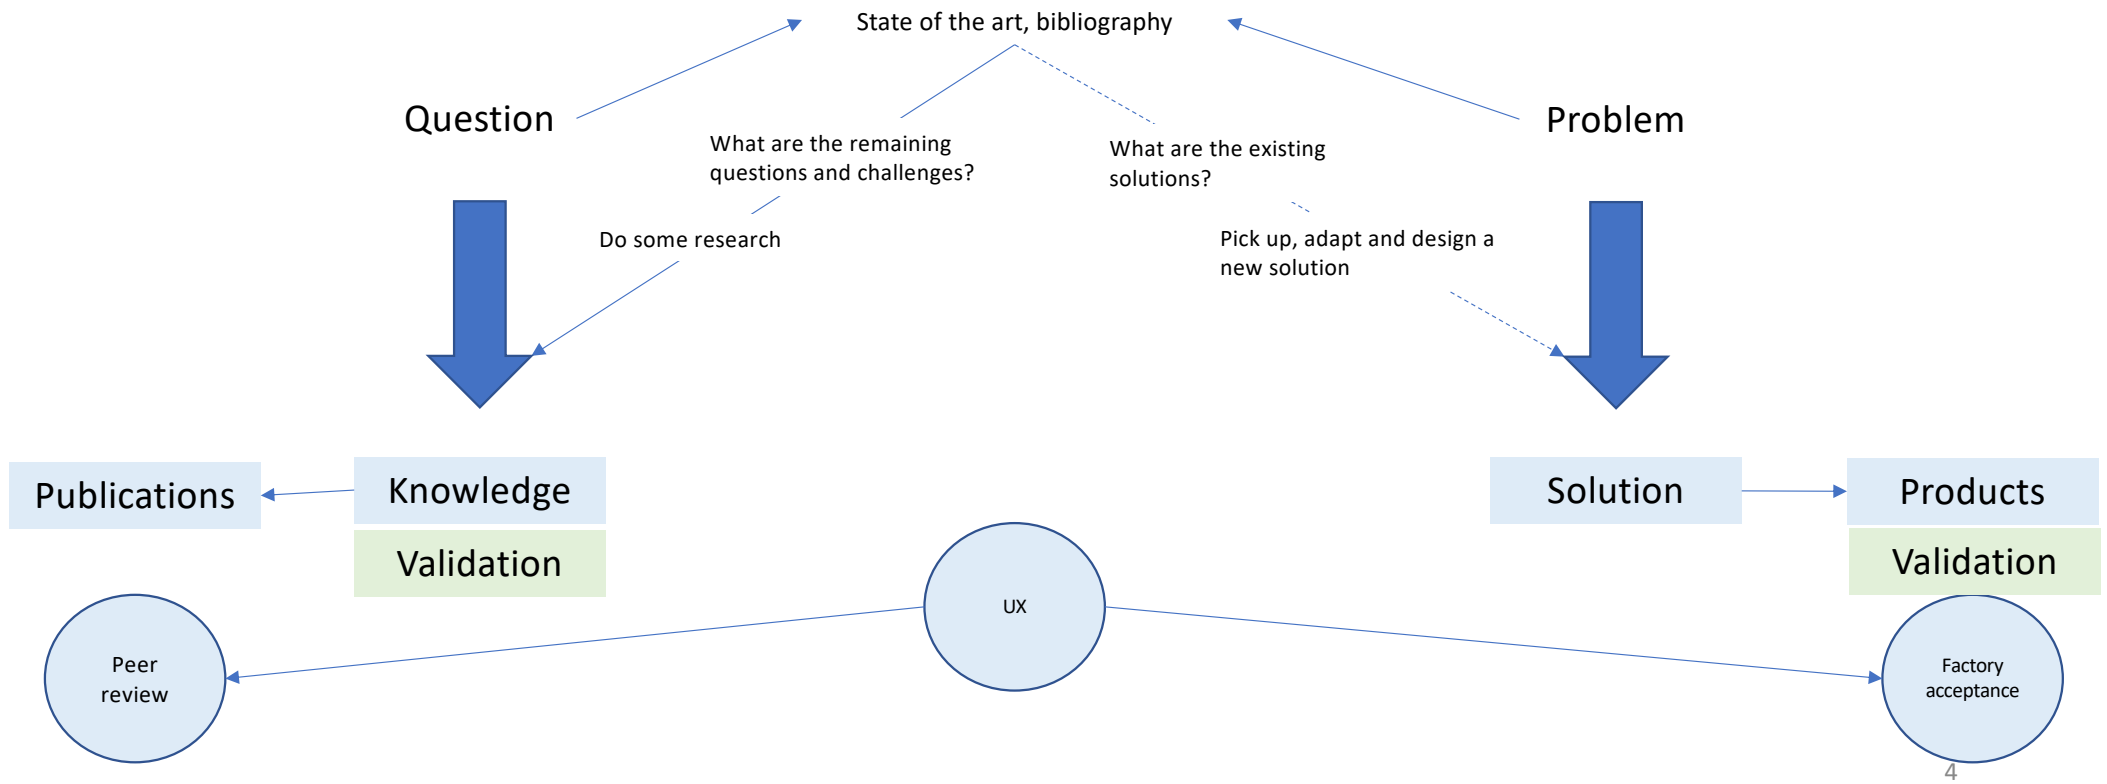 State of the art, bibliography
Question
Problem
What are the remaining
questions and challenges?
What are the existing
solutions?
Do some research
Pick up, adapt and design a
new solution
Publications
Knowledge
Solution
Products
Validation
Validation
UX
Peer
review
Factory
acceptance
4